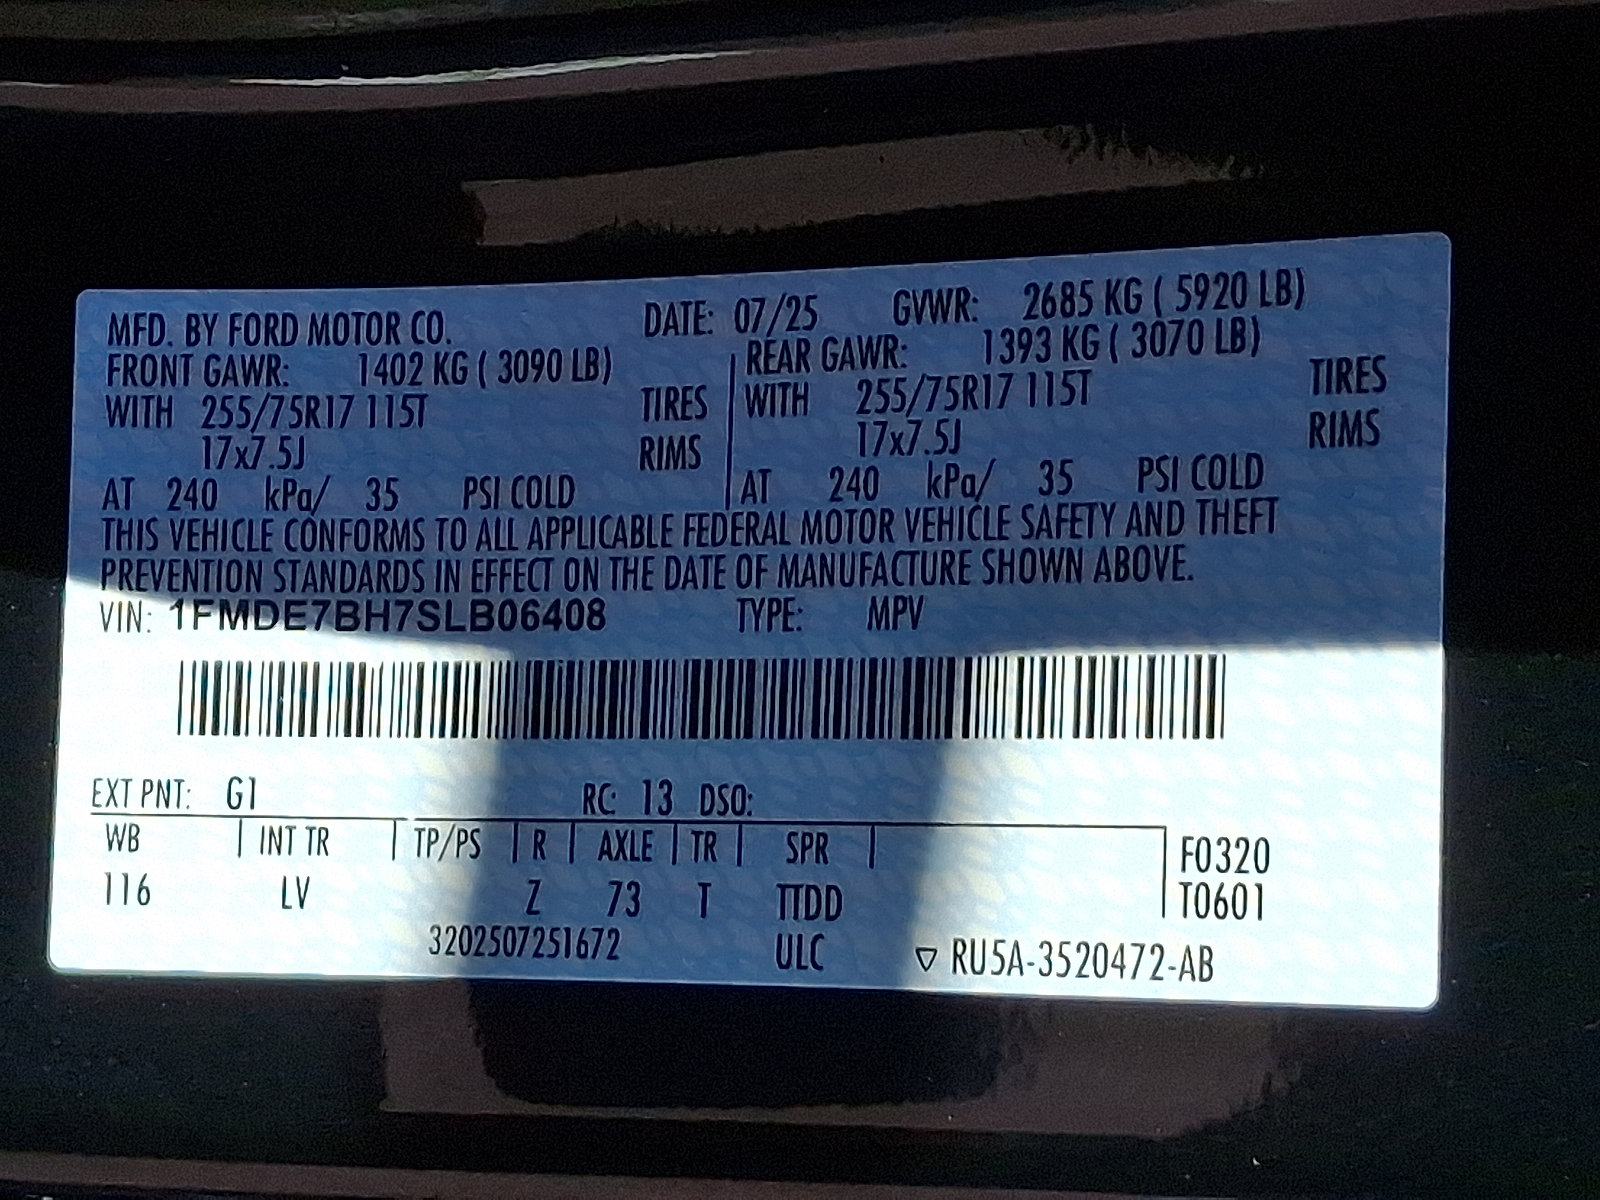 MFD. BY FORD MOTOR CO. DATE: 07/25 GVWR: 2685 KG ( 5920 LB)
FRONT GAWR: 1402 KG ( 3090 LB) REAR GAWR: 1393 KG ( 3070 LB)
WITH 255/75R17 115T TIRES WITH 255/75R17 115T TIRES
17x7.5J RIMS 17x7.5J RIMS
AT 240 kPa/ 35 PSI COLD AT 240 kPa/ 35 PSI COLD
THIS VEHICLE CONFORMS TO ALL APPLICABLE FEDERAL MOTOR VEHICLE SAFETY AND THEFT
PREVENTION STANDARDS IN EFFECT ON THE DATE OF MANUFACTURE SHOWN ABOVE.
VIN: 1FMDE7BH7SLB06408 TYPE: MPV
EXT PNT: G1 RC: 13 DSO:
WB INT TR TP/PS R AXLE TR SPR F0320
116 LV Z 73 T TTDD T0601
3202507251672 ULC ▽ RU5A-3520472-AB